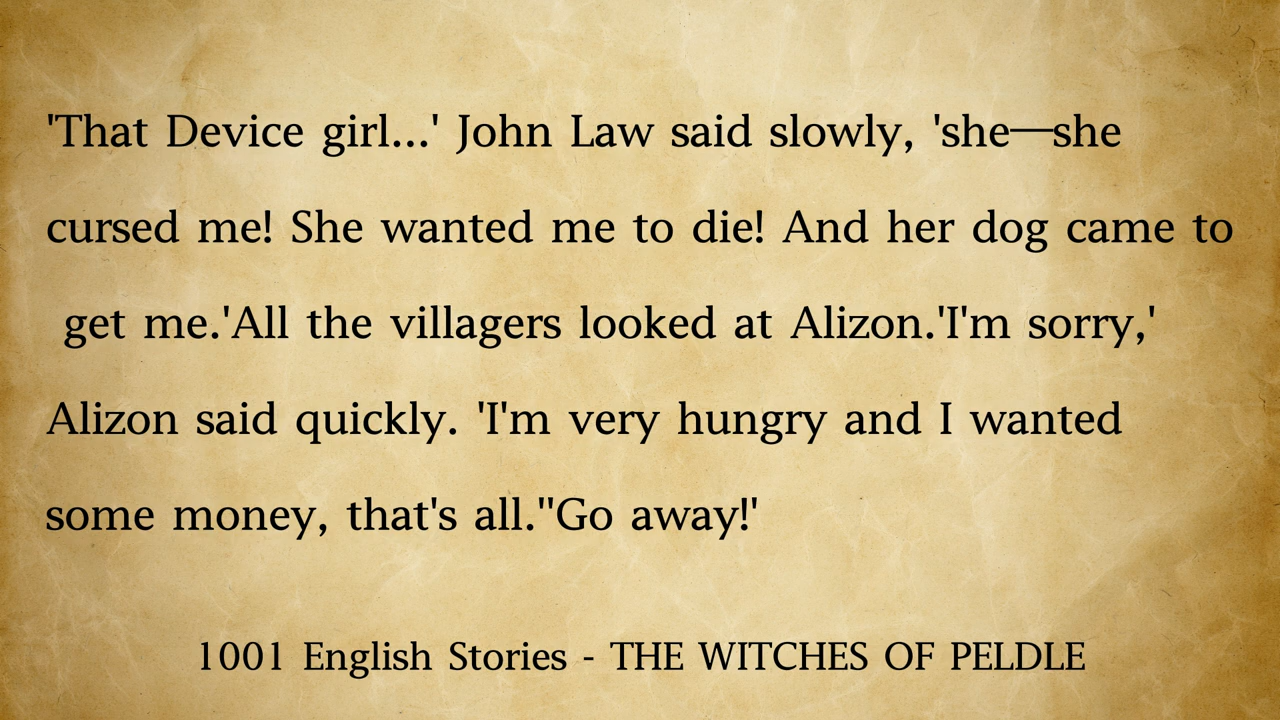 'That Device girl...' John Law said slowly, 'she—she
cursed me! She wanted me to die! And her dog came to
get me.'All the villagers looked at Alizon.'I'm sorry,'
Alizon said quickly. 'I'm very hungry and I wanted
some money, that's all.''Go away!'
1001 English Stories - THE WITCHES OF PELDLE